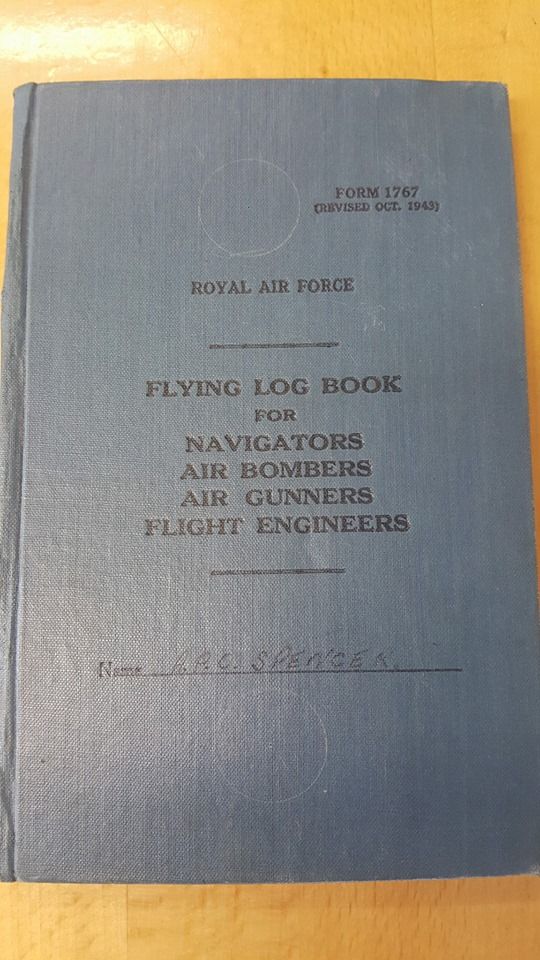 FORM 1767
(REVISED OCT. 1943)
ROYAL AIR FORCE
FLYING LOG BOOK
FOR
NAVIGATORS
AIR BOMBERS
AIR GUNNERS
FLIGHT ENGINEERS
Name SPENCER